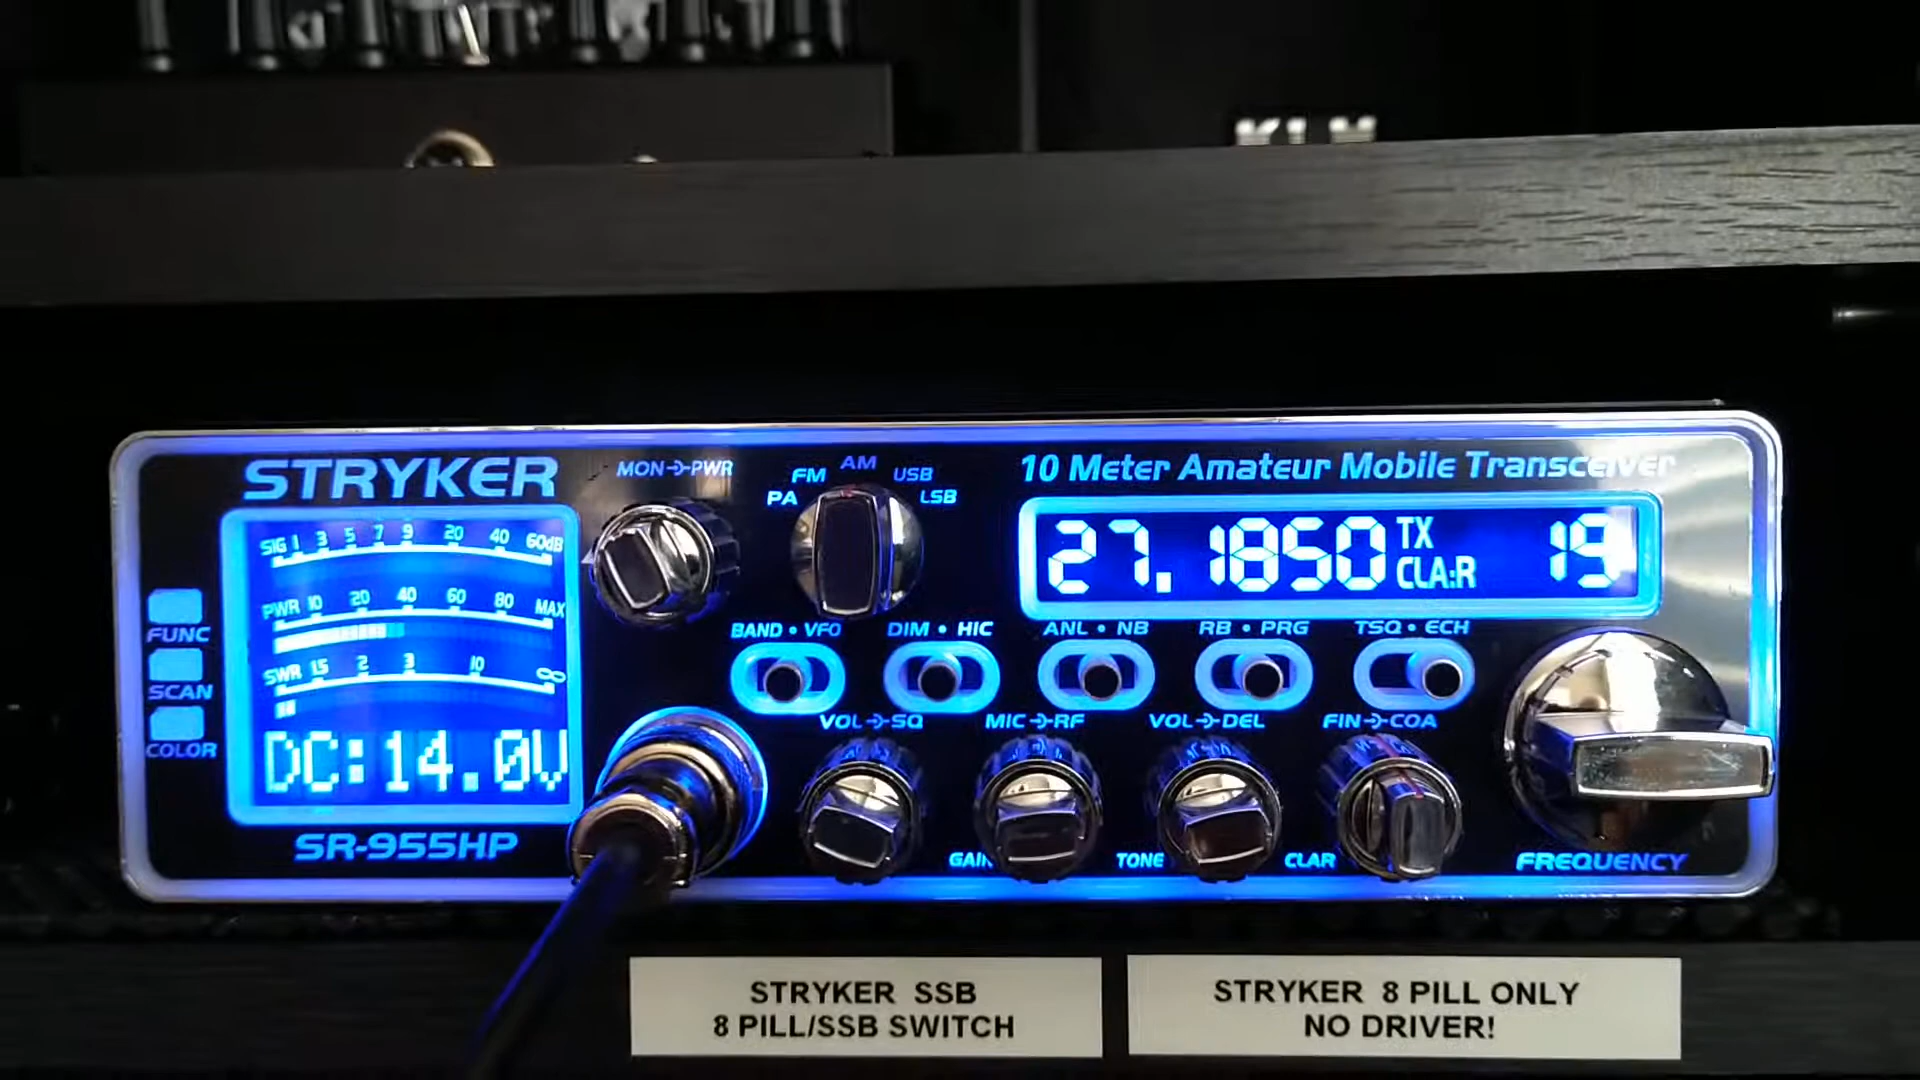 KLM
STRYKER
MON PWR
PA FM AM USB LSB
10 Meter Amateur Mobile Transceiver
SIG 1 3 5 7 9 20 40 60dB
PWR 10 20 40 60 80 MAX
SWR 1.5 2 3 10 ∞
DC:14.0V
27.1850 TX CLA:R 19
FUNC
SCAN
COLOR
BAND • VFO DIM • HIC ANL • NB RB • PRG TSQ • ECH
VOL SQ MIC RF VOL DEL FIN COA
GAIN TONE CLAR FREQUENCY
SR-955HP
STRYKER SSB
8 PILL/SSB SWITCH
STRYKER 8 PILL ONLY
NO DRIVER!